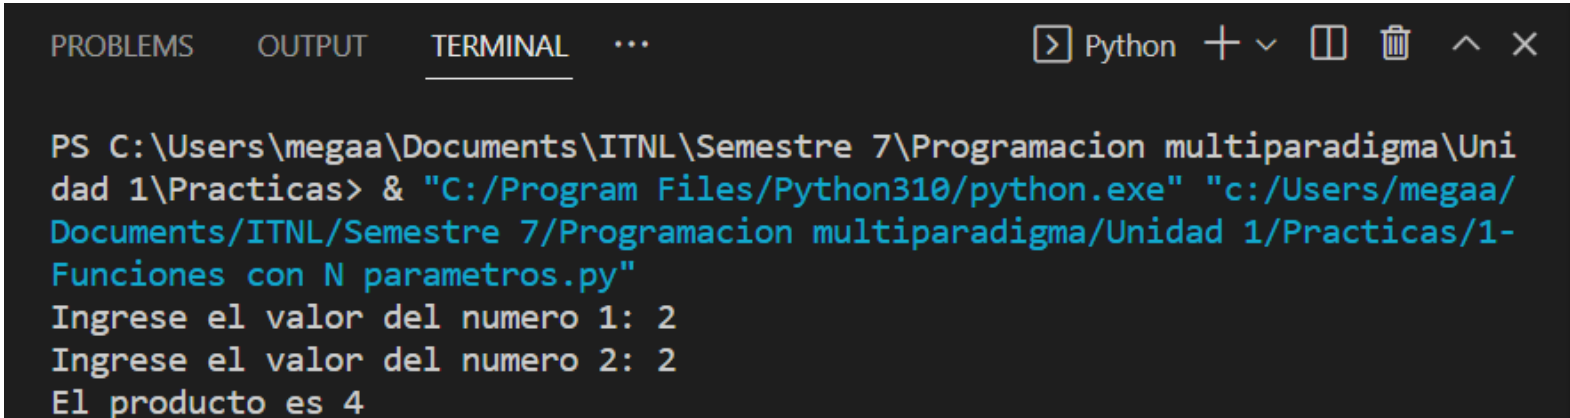 PROBLEMS OUTPUT TERMINAL ··· Python
PS C:\Users\megaa\Documents\ITNL\Semestre 7\Programacion multiparadigma\Uni
dad 1\Practicas> & "C:/Program Files/Python310/python.exe" "c:/Users/megaa/
Documents/ITNL/Semestre 7/Programacion multiparadigma/Unidad 1/Practicas/1-
Funciones con N parametros.py"
Ingrese el valor del numero 1: 2
Ingrese el valor del numero 2: 2
El producto es 4